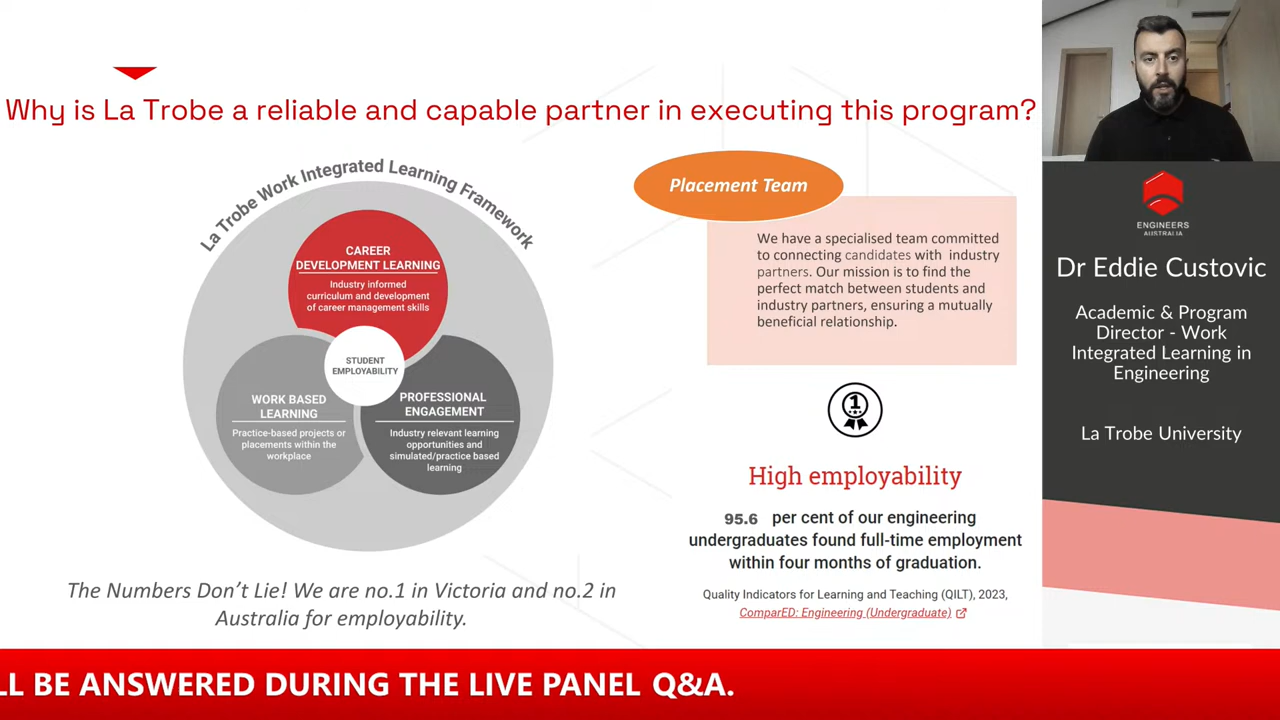 Why is La Trobe a reliable and capable partner in executing this program?
La Trobe Work Integrated Learning Framework
CAREER
DEVELOPMENT LEARNING
Industry informed
curriculum and development
of career management skills
STUDENT
EMPLOYABILITY
WORK BASED
LEARNING
Practice-based projects or
placements within the
workplace
PROFESSIONAL
ENGAGEMENT
Industry relevant learning
opportunities and
simulated/practice based
learning
The Numbers Don't Lie! We are no.1 in Victoria and no.2 in
Australia for employability.
Placement Team
We have a specialised team committed
to connecting candidates with industry
partners. Our mission is to find the
perfect match between students and
industry partners, ensuring a mutually
beneficial relationship.
1
High employability
95.6 per cent of our engineering
undergraduates found full-time employment
within four months of graduation.
Quality Indicators for Learning and Teaching (QILT), 2023,
ComparED: Engineering (Undergraduate)
ENGINEERS
AUSTRALIA
Dr Eddie Custovic
Academic & Program
Director - Work
Integrated Learning in
Engineering
La Trobe University
LL BE ANSWERED DURING THE LIVE PANEL Q&A.